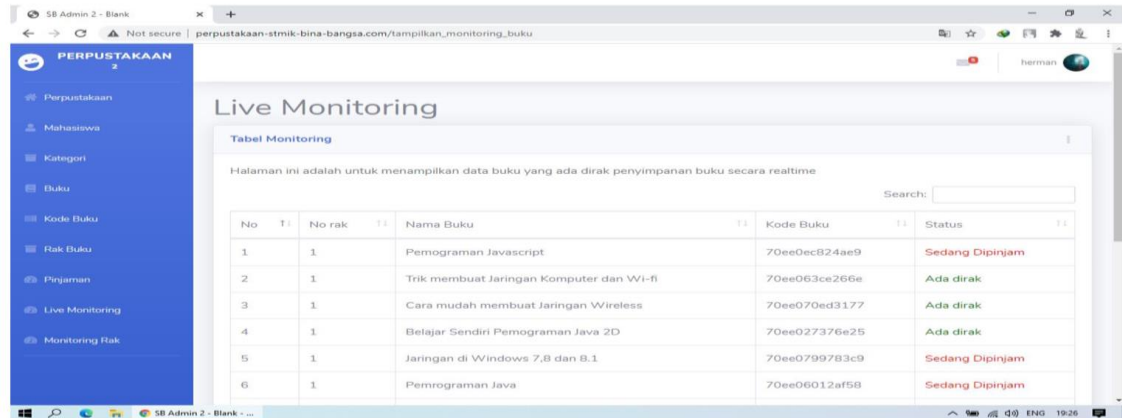 SB Admin 2 - Blank
Not secure | perpustakaan-stmik-bina-bangsa.com/tampilkan_monitoring_buku
PERPUSTAKAAN
2
herman
Perpustakaan
Mahasiswa
Kategori
Buku
Kode Buku
Rak Buku
Pinjaman
Live Monitoring
Monitoring Rak
Live Monitoring
Tabel Monitoring
Halaman ini adalah untuk menampilkan data buku yang ada dirak penyimpanan buku secara realtime
Search:
No No rak Nama Buku Kode Buku Status
1 1 Pemograman Javascript 70ee0ec824ae9 Sedang Dipinjam
2 1 Trik membuat Jaringan Komputer dan Wi-fi 70ee063ce266e Ada dirak
3 1 Cara mudah membuat Jaringan Wireless 70ee070ed3177 Ada dirak
4 1 Belajar Sendiri Pemograman Java 2D 70ee027376e25 Ada dirak
5 1 Jaringan di Windows 7,8 dan 8.1 70ee0799783c9 Sedang Dipinjam
6 1 Pemrograman Java 70ee06012af58 Sedang Dipinjam
SB Admin 2 - Blank - ...
ENG 19:26